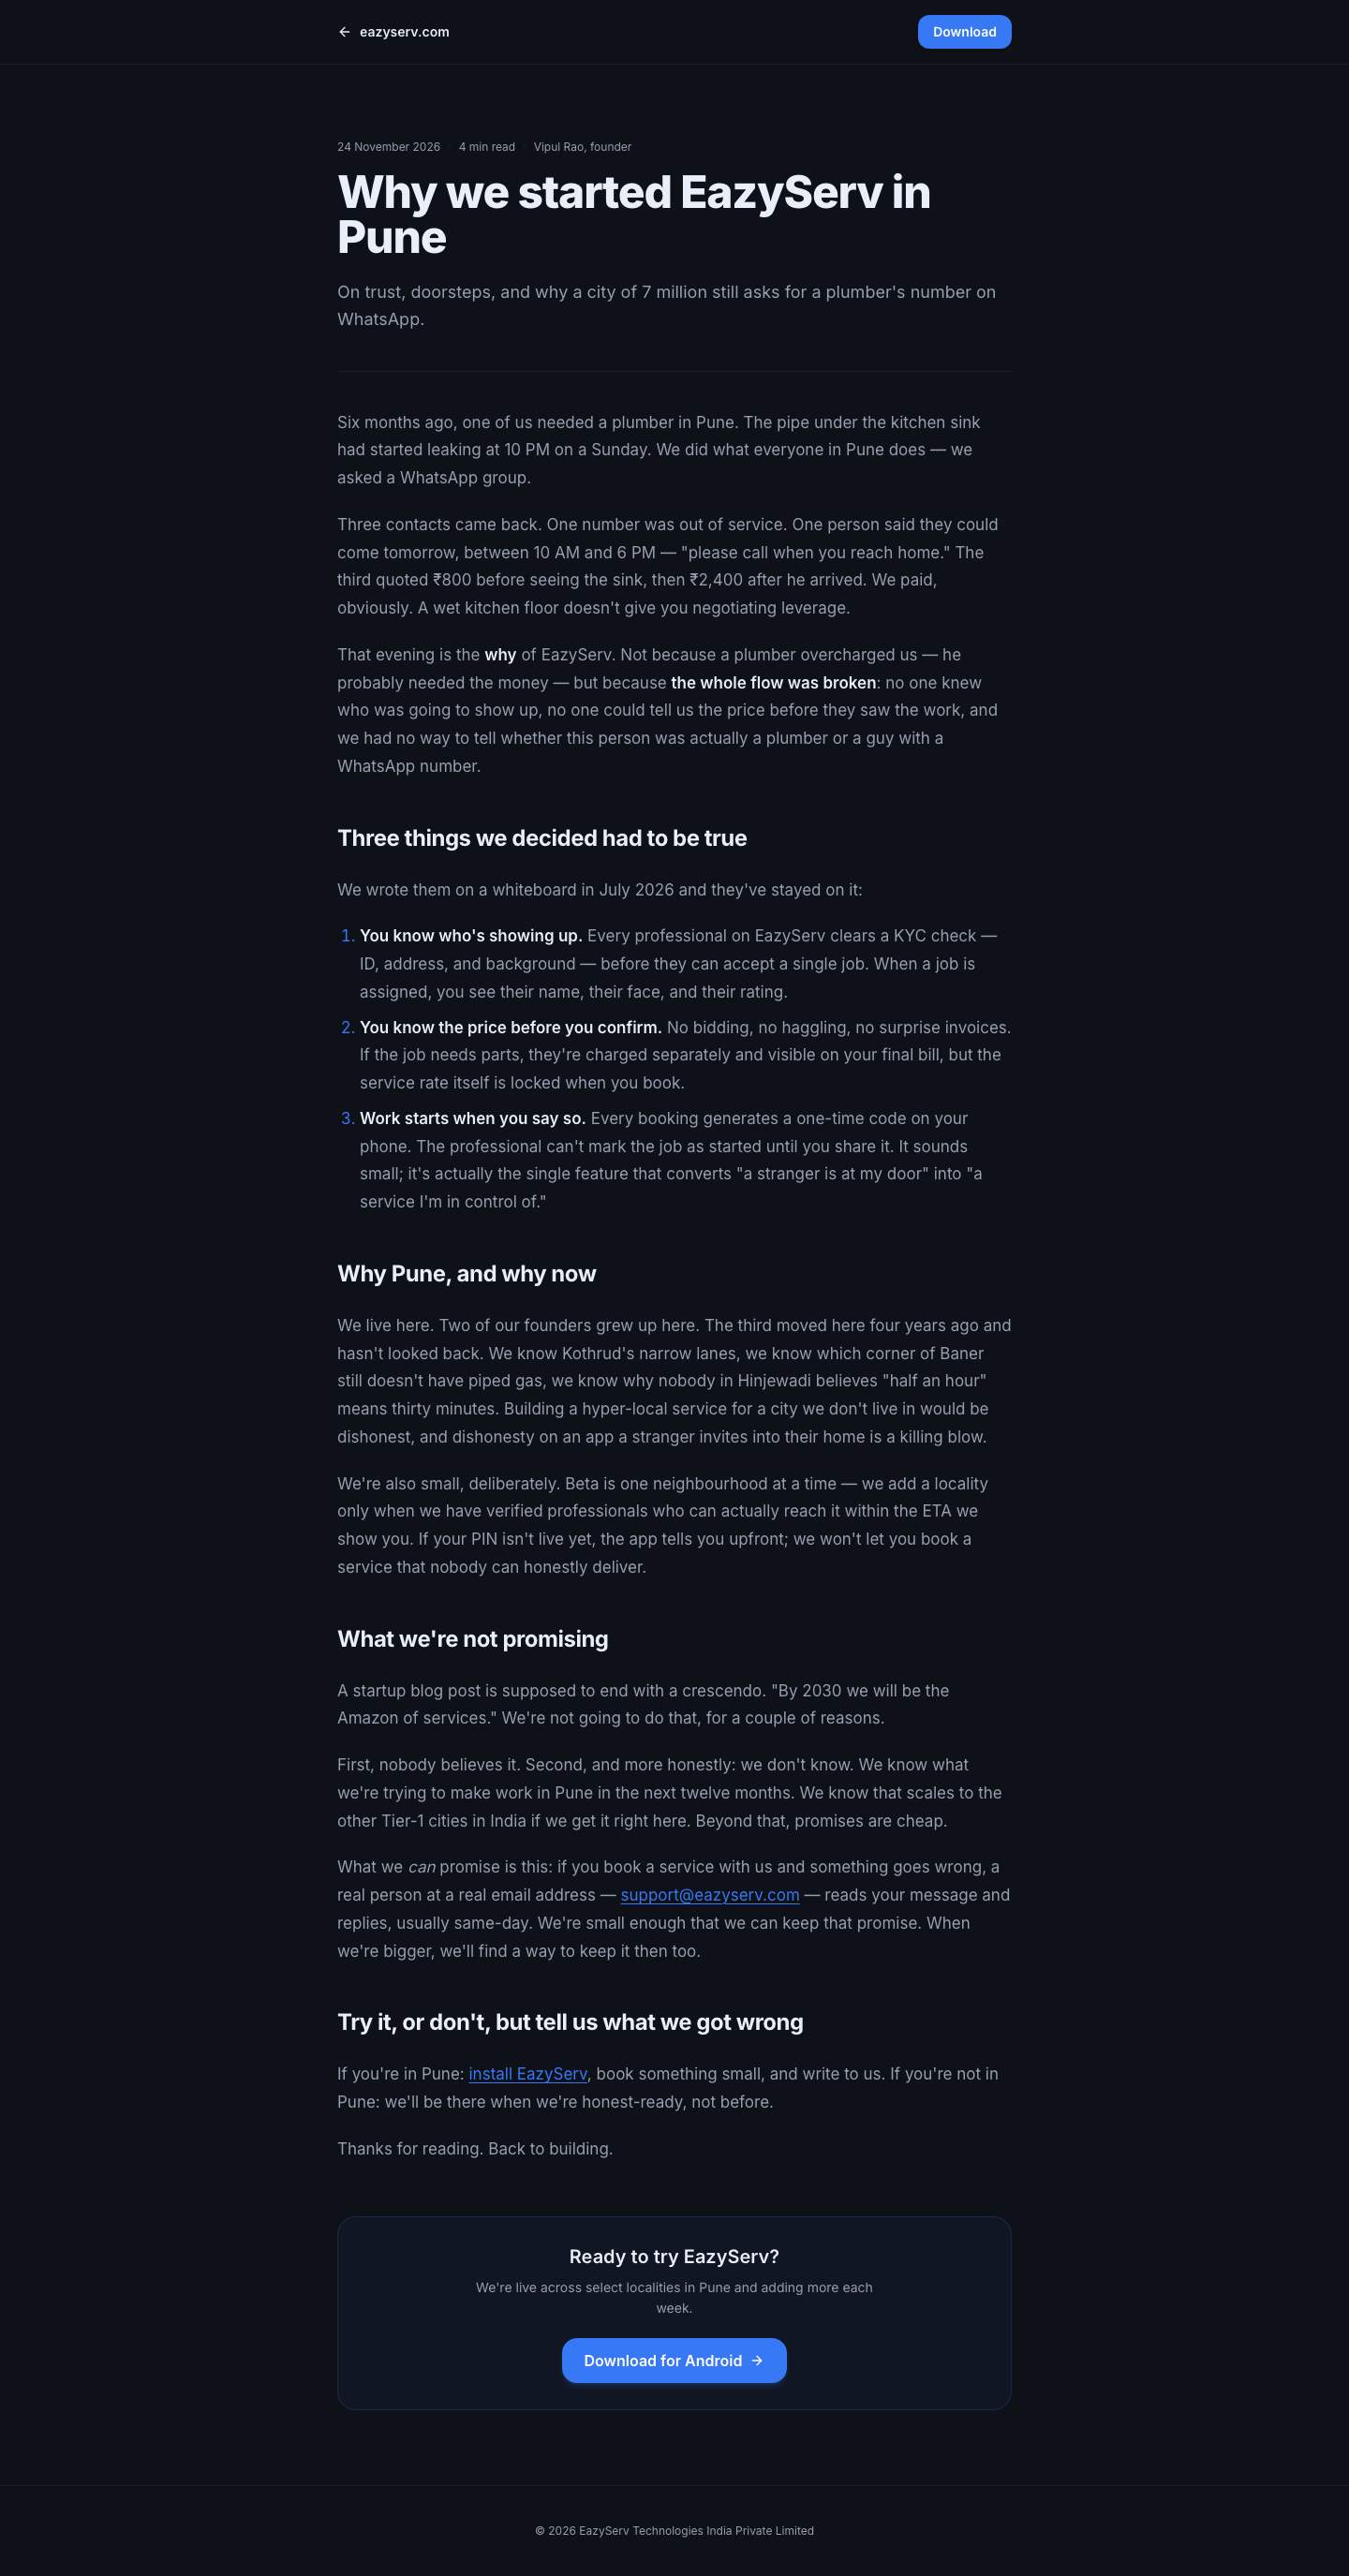 eazyserv.com
Download
24 November 2026 · 4 min read · Vipul Rao, founder
Why we started EazyServ in
Pune
On trust, doorsteps, and why a city of 7 million still asks for a plumber's number on
WhatsApp.
Six months ago, one of us needed a plumber in Pune. The pipe under the kitchen sink
had started leaking at 10 PM on a Sunday. We did what everyone in Pune does — we
asked a WhatsApp group.
Three contacts came back. One number was out of service. One person said they could
come tomorrow, between 10 AM and 6 PM — "please call when you reach home." The
third quoted ₹800 before seeing the sink, then ₹2,400 after he arrived. We paid,
obviously. A wet kitchen floor doesn't give you negotiating leverage.
That evening is the why of EazyServ. Not because a plumber overcharged us — he
probably needed the money — but because the whole flow was broken: no one knew
who was going to show up, no one could tell us the price before they saw the work, and
we had no way to tell whether this person was actually a plumber or a guy with a
WhatsApp number.
Three things we decided had to be true
We wrote them on a whiteboard in July 2026 and they've stayed on it:
1. You know who's showing up. Every professional on EazyServ clears a KYC check —
ID, address, and background — before they can accept a single job. When a job is
assigned, you see their name, their face, and their rating.
2. You know the price before you confirm. No bidding, no haggling, no surprise invoices.
If the job needs parts, they're charged separately and visible on your final bill, but the
service rate itself is locked when you book.
3. Work starts when you say so. Every booking generates a one-time code on your
phone. The professional can't mark the job as started until you share it. It sounds
small; it's actually the single feature that converts "a stranger is at my door" into "a
service I'm in control of."
Why Pune, and why now
We live here. Two of our founders grew up here. The third moved here four years ago and
hasn't looked back. We know Kothrud's narrow lanes, we know which corner of Baner
still doesn't have piped gas, we know why nobody in Hinjewadi believes "half an hour"
means thirty minutes. Building a hyper-local service for a city we don't live in would be
dishonest, and dishonesty on an app a stranger invites into their home is a killing blow.
We're also small, deliberately. Beta is one neighbourhood at a time — we add a locality
only when we have verified professionals who can actually reach it within the ETA we
show you. If your PIN isn't live yet, the app tells you upfront; we won't let you book a
service that nobody can honestly deliver.
What we're not promising
A startup blog post is supposed to end with a crescendo. "By 2030 we will be the
Amazon of services." We're not going to do that, for a couple of reasons.
First, nobody believes it. Second, and more honestly: we don't know. We know what
we're trying to make work in Pune in the next twelve months. We know that scales to the
other Tier-1 cities in India if we get it right here. Beyond that, promises are cheap.
What we can promise is this: if you book a service with us and something goes wrong, a
real person at a real email address — support@eazyserv.com — reads your message and
replies, usually same-day. We're small enough that we can keep that promise. When
we're bigger, we'll find a way to keep it then too.
Try it, or don't, but tell us what we got wrong
If you're in Pune: install EazyServ, book something small, and write to us. If you're not in
Pune: we'll be there when we're honest-ready, not before.
Thanks for reading. Back to building.
Ready to try EazyServ?
We're live across select localities in Pune and adding more each
week.
Download for Android
© 2026 EazyServ Technologies India Private Limited